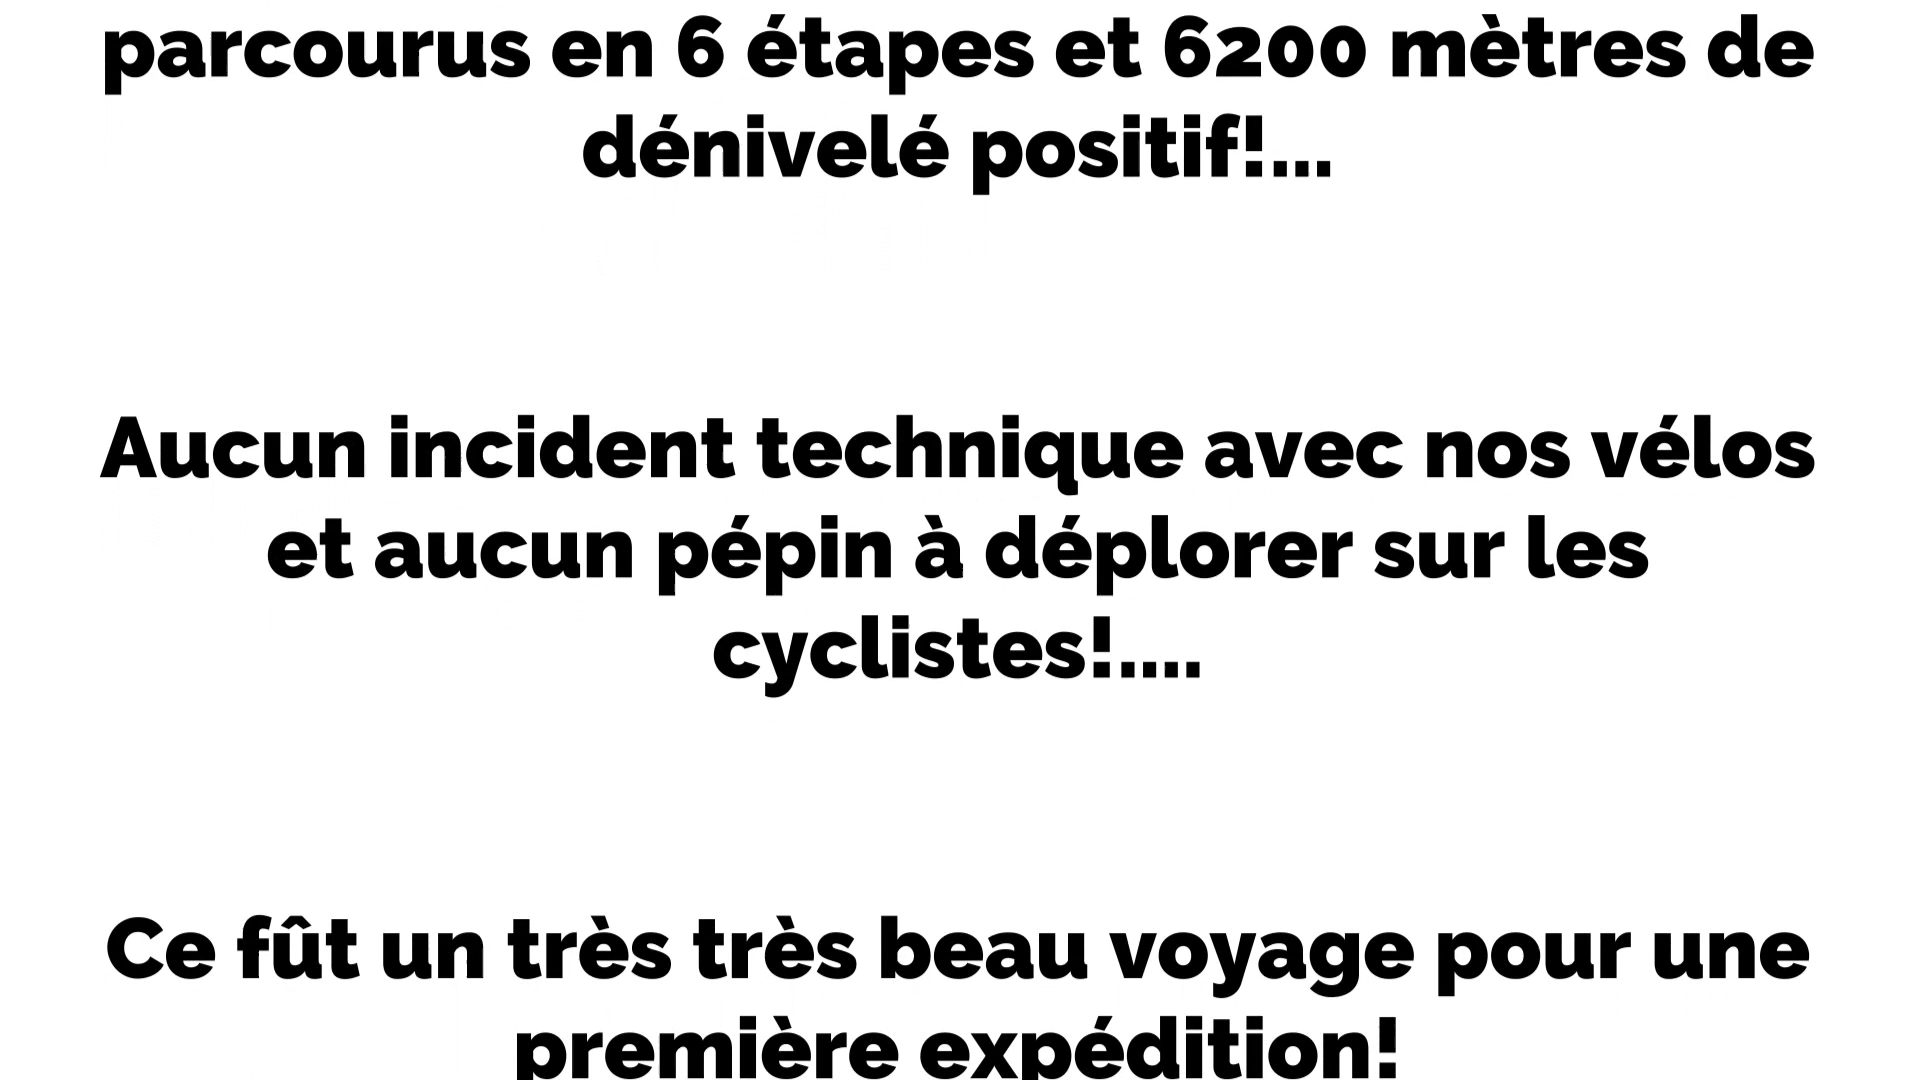 parcourus en 6 étapes et 6200 mètres de
dénivelé positif!...
Aucun incident technique avec nos vélos
et aucun pépin à déplorer sur les
cyclistes!....
Ce fût un très très beau voyage pour une
première expédition!